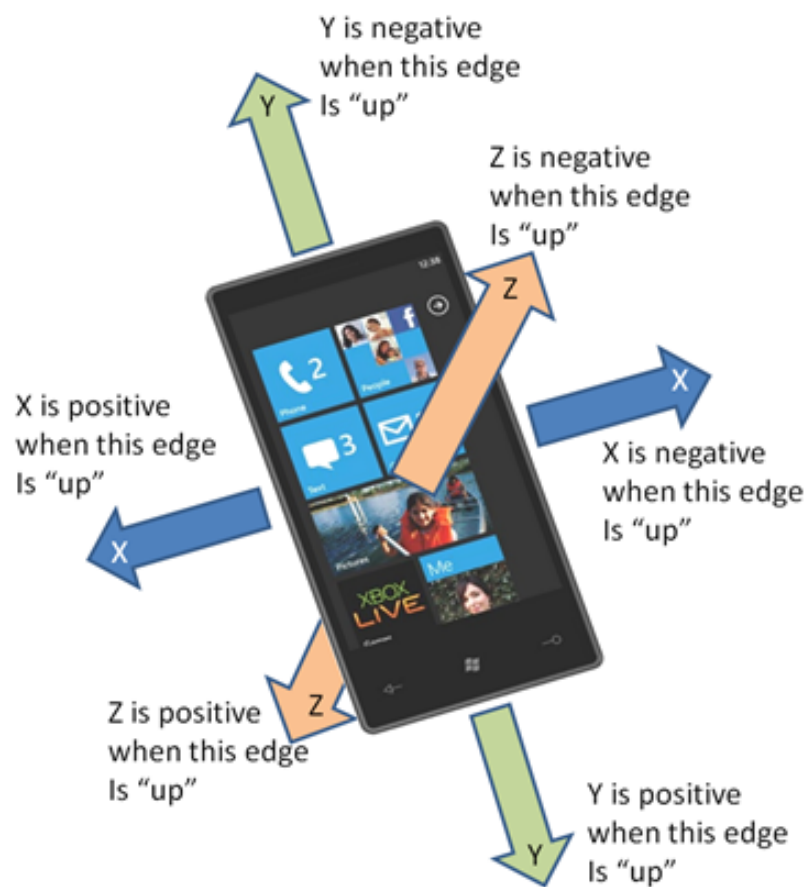 Y is negative
when this edge
Is “up”
Y
Z is negative
when this edge
Is “up”
Z
12:38
2
f
Phone
People
X
X is positive
when this edge
Is “up”
3
Text
X is negative
when this edge
Is “up”
X
Pictures
Me
XBOX
LIVE
Z is positive
when this edge
Is “up”
Z
Y is positive
when this edge
Is “up”
Y